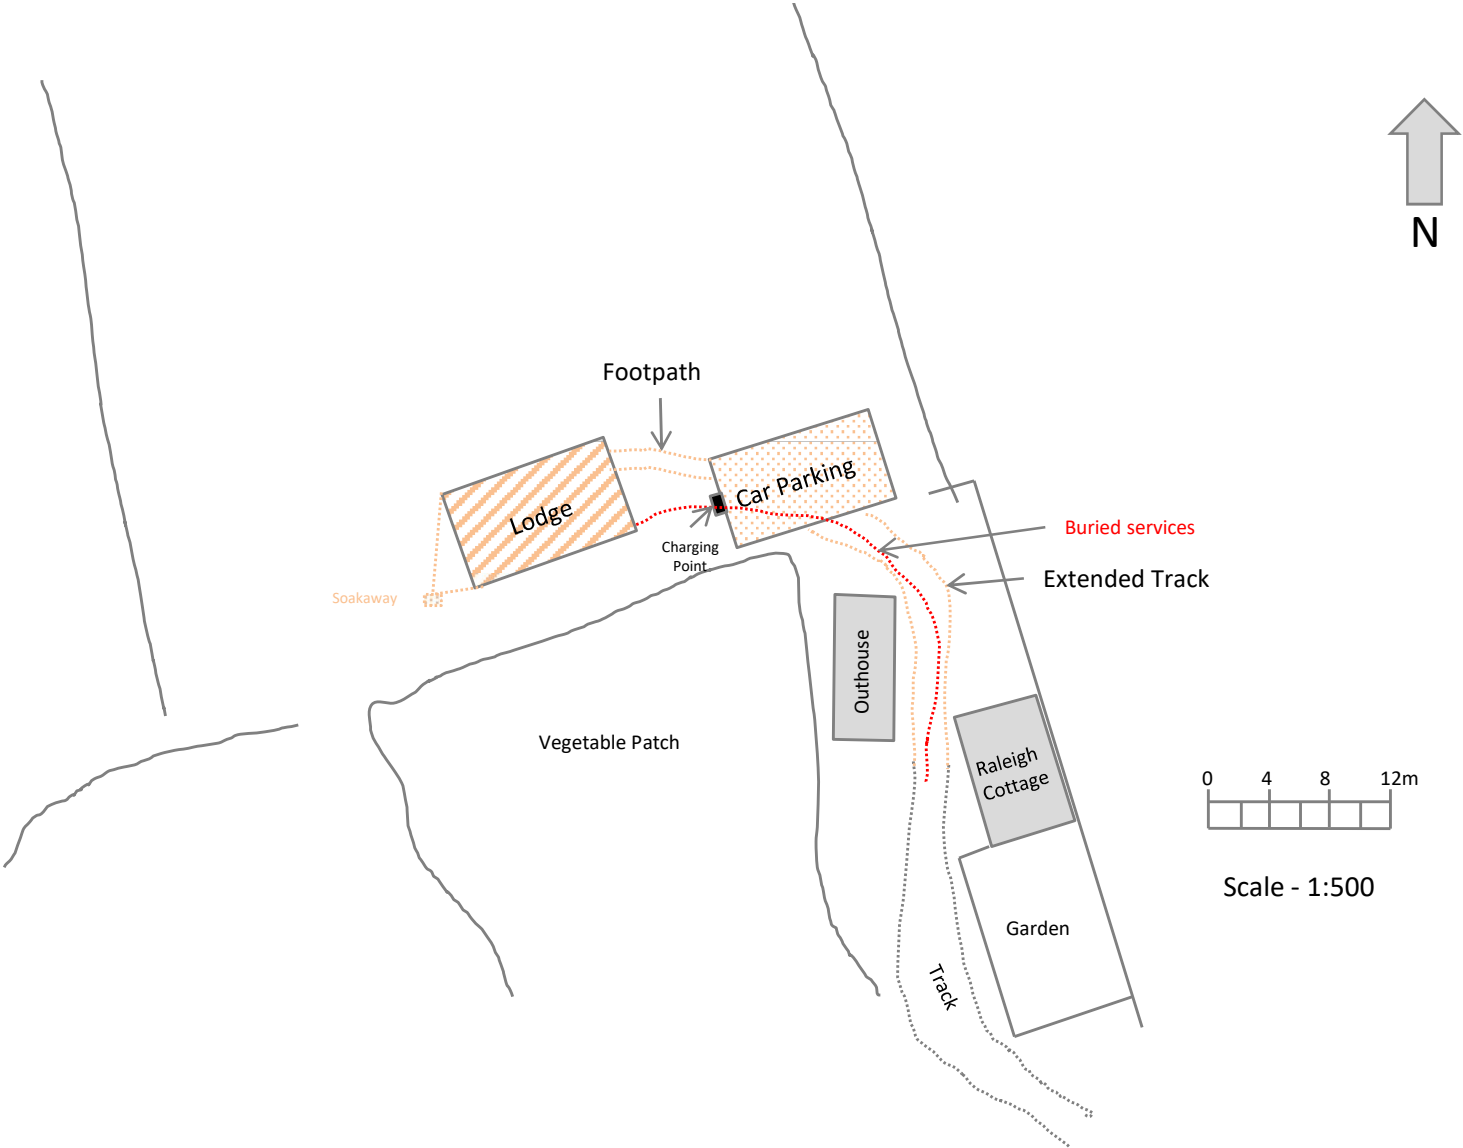 N
Footpath
Car Parking
Lodge
Buried services
Charging
Point
Extended Track
Soakaway
Outhouse
Vegetable Patch
Raleigh
Cottage
0 4 8 12m
Scale - 1:500
Garden
Track